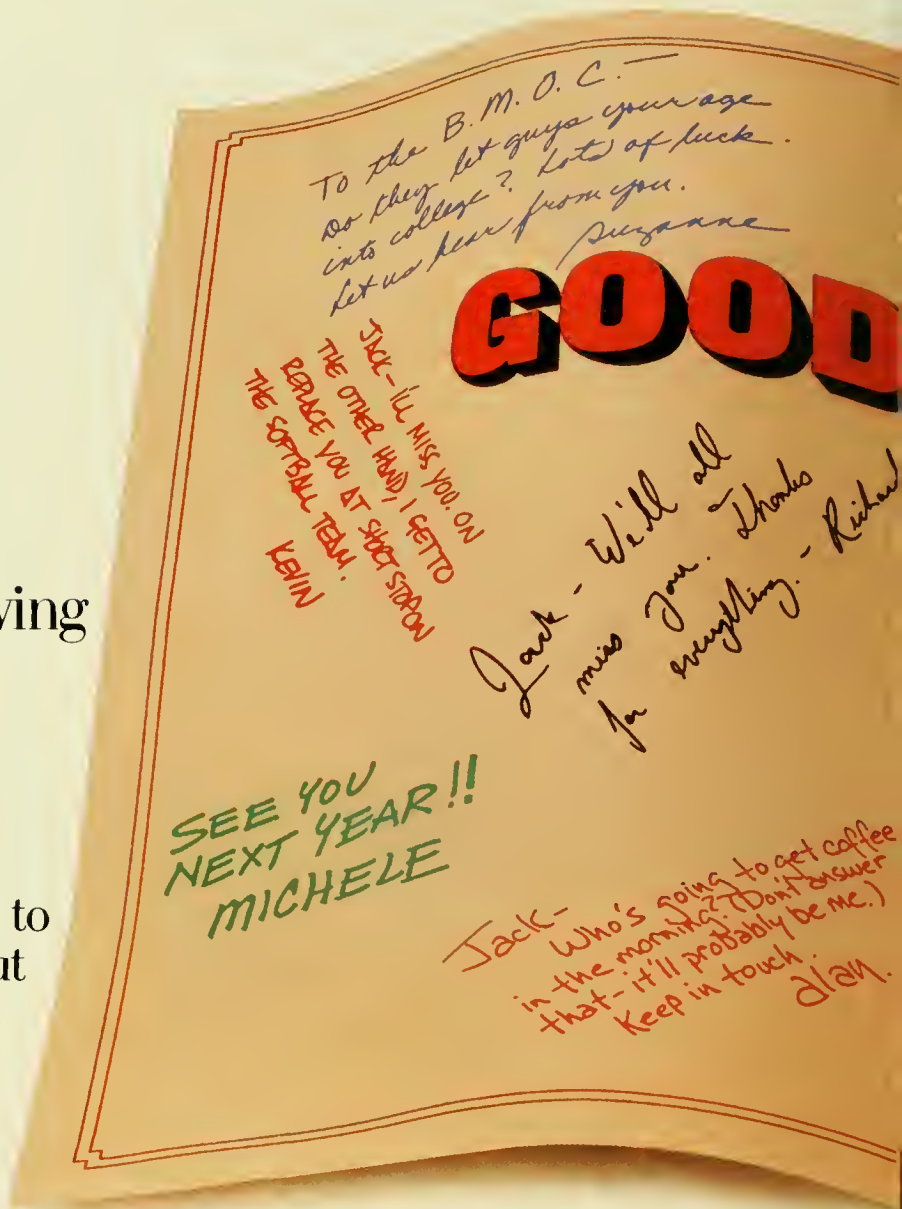 To the B.M.O.C.—
Do they let guys your age
into college? Lots of luck.
Let us hear from you.
Suzanne
GOOD
JACK – I'LL MISS YOU. ON
THE OTHER HAND, I GET TO
REPLACE YOU AT SHORT STOP ON
THE SOFTBALL TEAM.
KEVIN
Jack – We'll all
miss you. Thanks
for everything. – Richard
ving
SEE YOU
NEXT YEAR!!
MICHELE
to
ut
Jack–
Who's going to get coffee
in the morning? (Don't answer
that – it'll probably be me.)
Keep in touch.
alan.